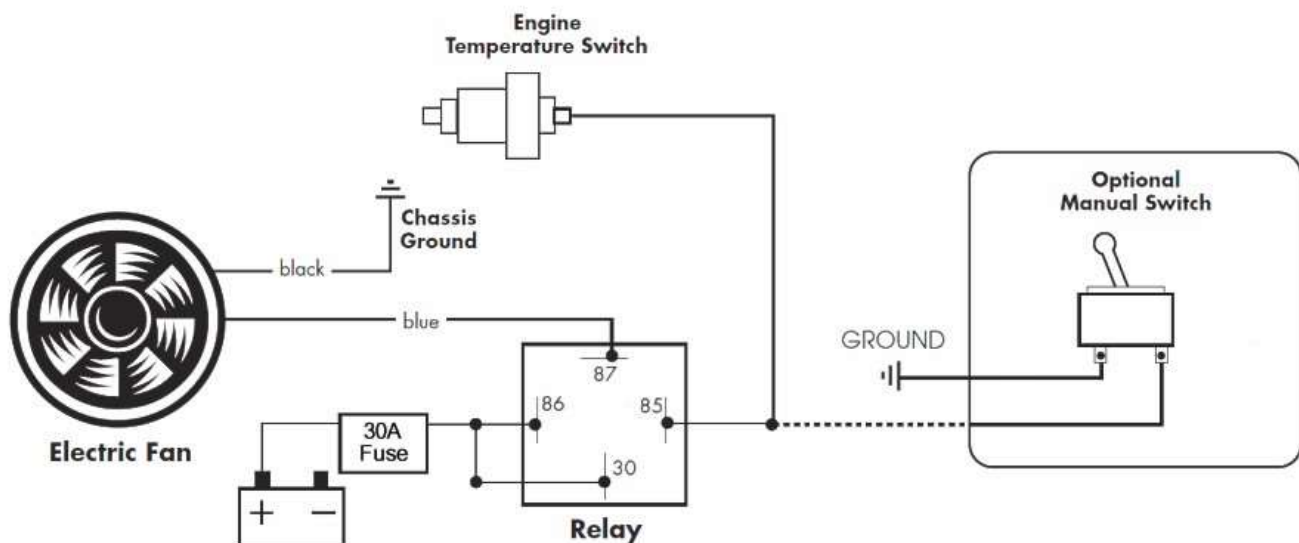 Engine
Temperature Switch
Optional
Manual Switch
Chassis
Ground
black
blue
GROUND
87
86
85
30A
Fuse
30
Electric Fan
+ −
Relay